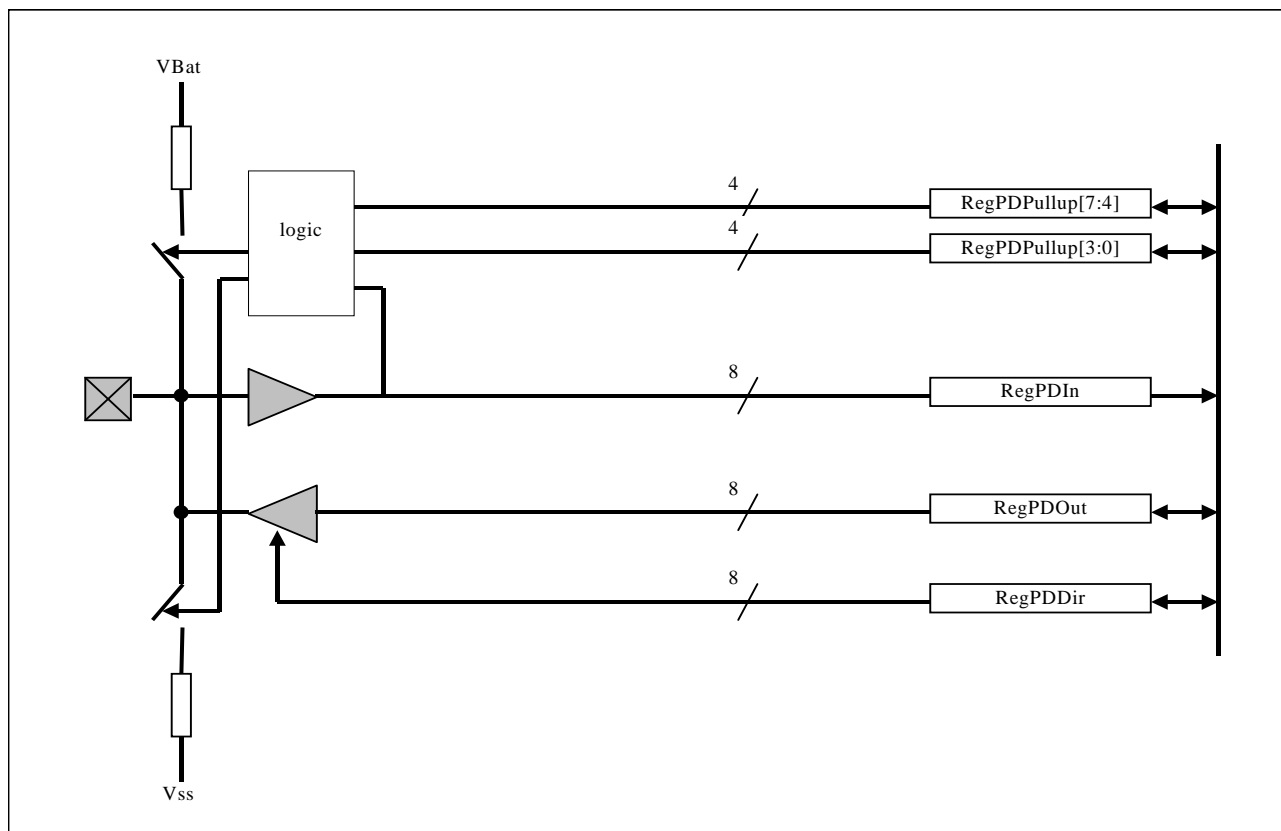 VBat
4
RegPDPullup[7:4]
logic
4
RegPDPullup[3:0]
8
RegPDIn
8
RegPDOut
8
RegPDDir
Vss